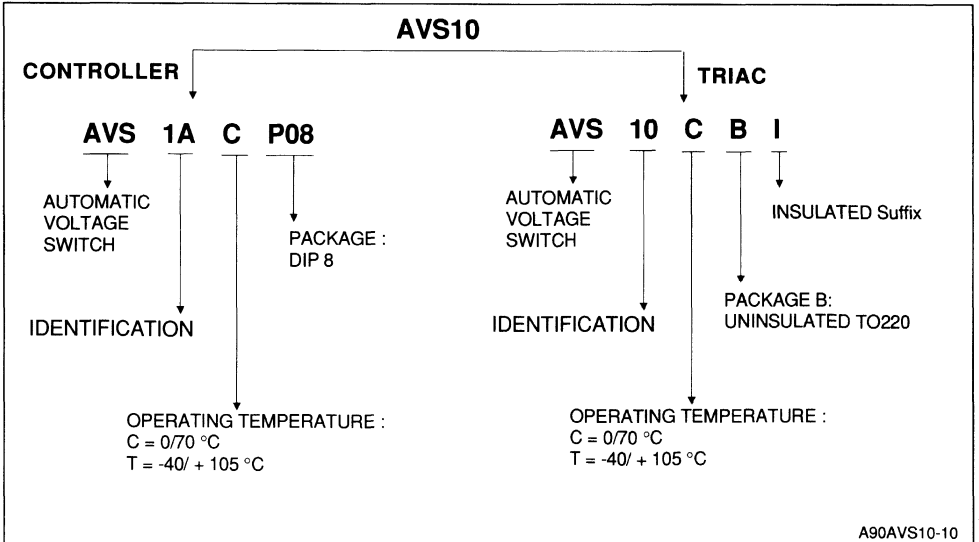 AVS10
CONTROLLER
TRIAC
AVS 1A C P08
AUTOMATIC
VOLTAGE
SWITCH
PACKAGE :
DIP 8
IDENTIFICATION
OPERATING TEMPERATURE :
C = 0/70 °C
T = -40/ + 105 °C
AVS 10 C B I
AUTOMATIC
VOLTAGE
SWITCH
INSULATED Suffix
PACKAGE B:
UNINSULATED TO220
IDENTIFICATION
OPERATING TEMPERATURE :
C = 0/70 °C
T = -40/ + 105 °C
A90AVS10-10